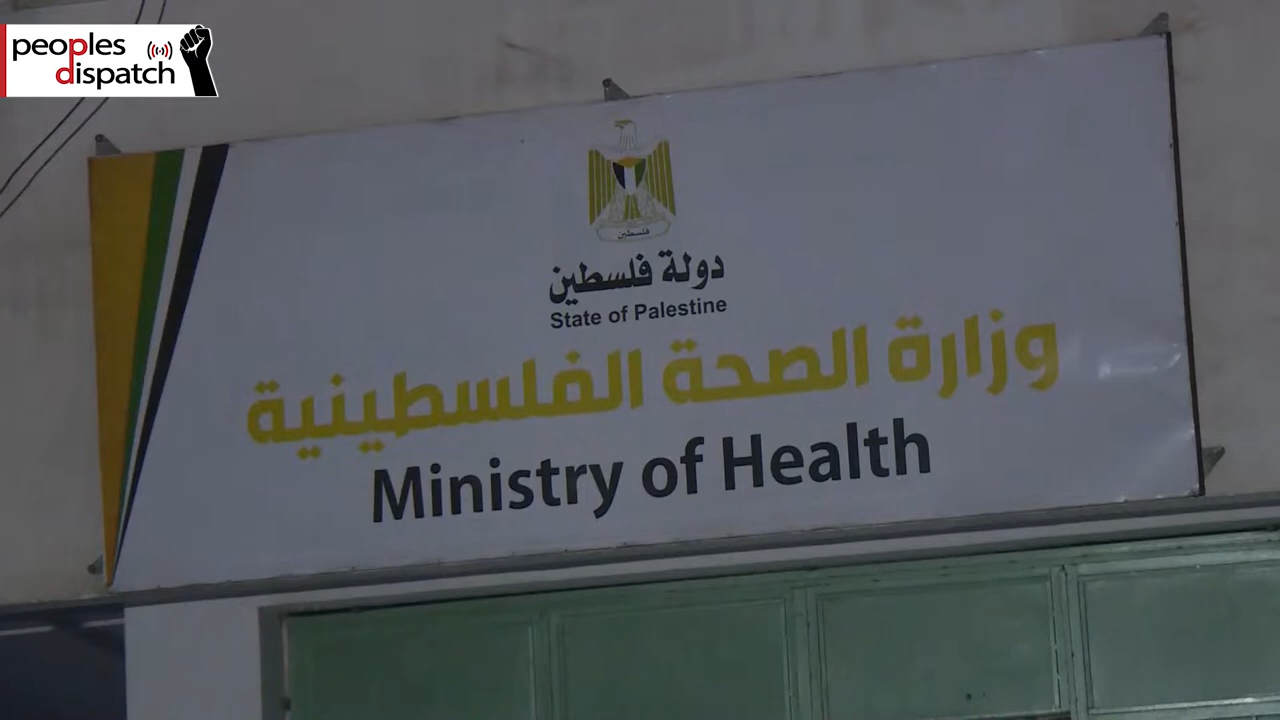 peoples
dispatch
فلسطين
دولة فلسطين
State of Palestine
وزارة الصحة الفلسطينية
Ministry of Health